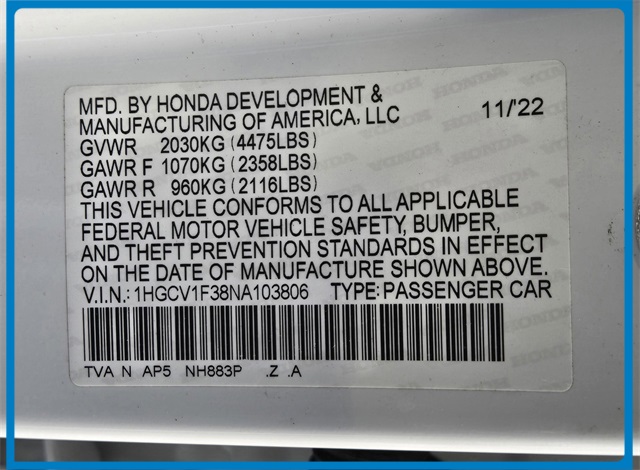 MFD. BY HONDA DEVELOPMENT &
MANUFACTURING OF AMERICA, LLC 11/'22
GVWR 2030KG (4475LBS)
GAWR F 1070KG (2358LBS)
GAWR R 960KG (2116LBS)
THIS VEHICLE CONFORMS TO ALL APPLICABLE
FEDERAL MOTOR VEHICLE SAFETY, BUMPER,
AND THEFT PREVENTION STANDARDS IN EFFECT
ON THE DATE OF MANUFACTURE SHOWN ABOVE.
V.I.N.: 1HGCV1F38NA103806 TYPE: PASSENGER CAR
TVA N AP5 NH883P .Z .A